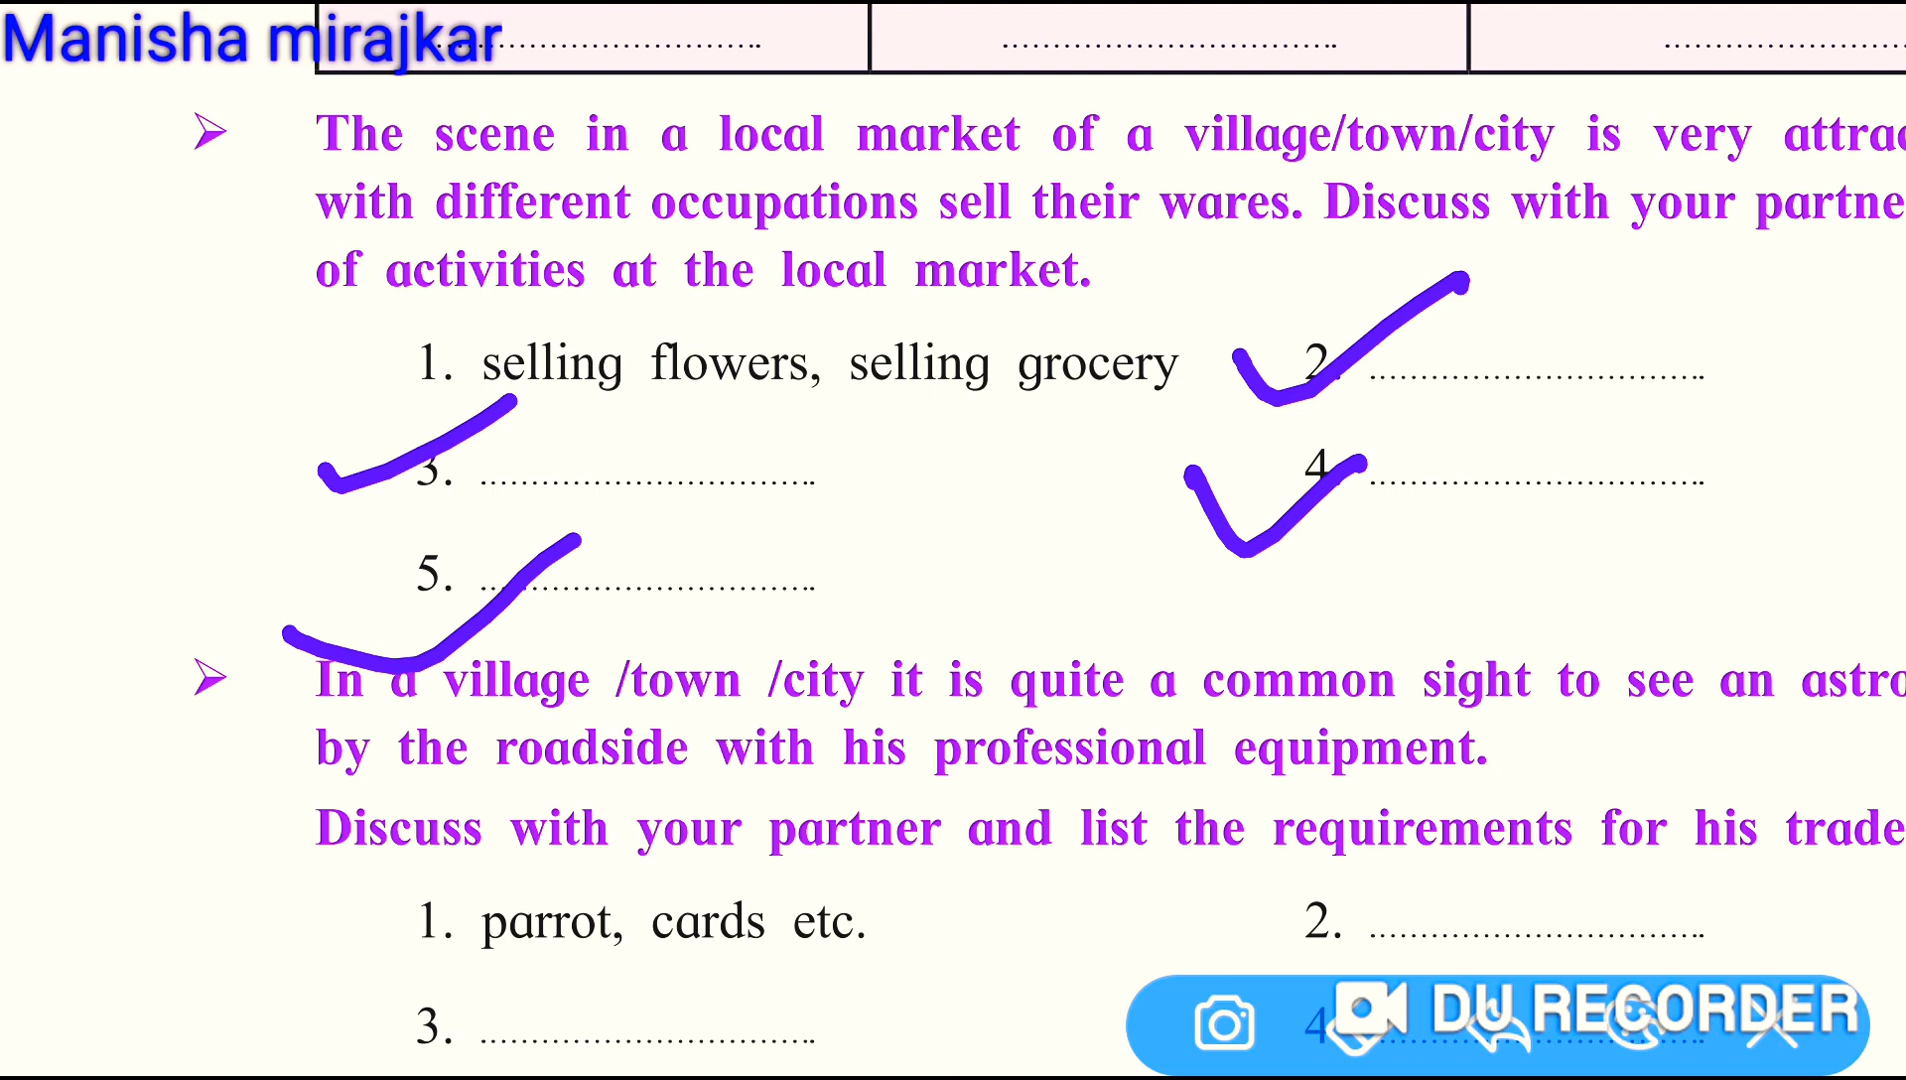 Manisha mirajkar
The scene in a local market of a village/town/city is very
with different occupations sell their wares. Discuss with your
of activities at the local market.
1. selling flowers, selling grocery 2. ................................
3. ................................ 4. ................................
5. ................................
In a village /town /city it is quite a common sight to see an
by the roadside with his professional equipment.
Discuss with your partner and list the requirements for his trade
1. parrot, cards etc. 2. ................................
3. ................................ 4
DU RECORDER